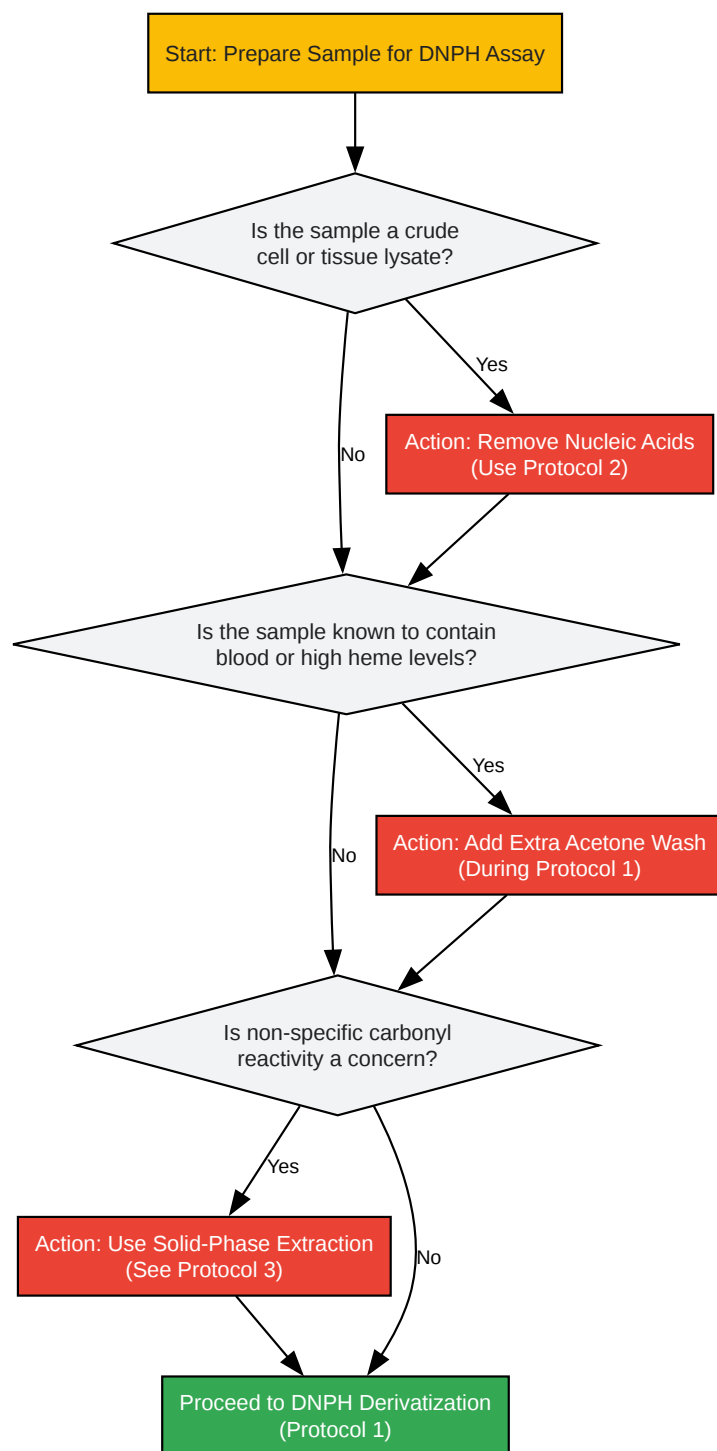 Start: Prepare Sample for DNPH Assay
Is the sample a crude
cell or tissue lysate?
Yes
Action: Remove Nucleic Acids
(Use Protocol 2)
No
Is the sample known to contain
blood or high heme levels?
Yes
Action: Add Extra Acetone Wash
(During Protocol 1)
No
Is non-specific carbonyl
reactivity a concern?
Yes
Action: Use Solid-Phase Extraction
(See Protocol 3)
No
Proceed to DNPH Derivatization
(Protocol 1)